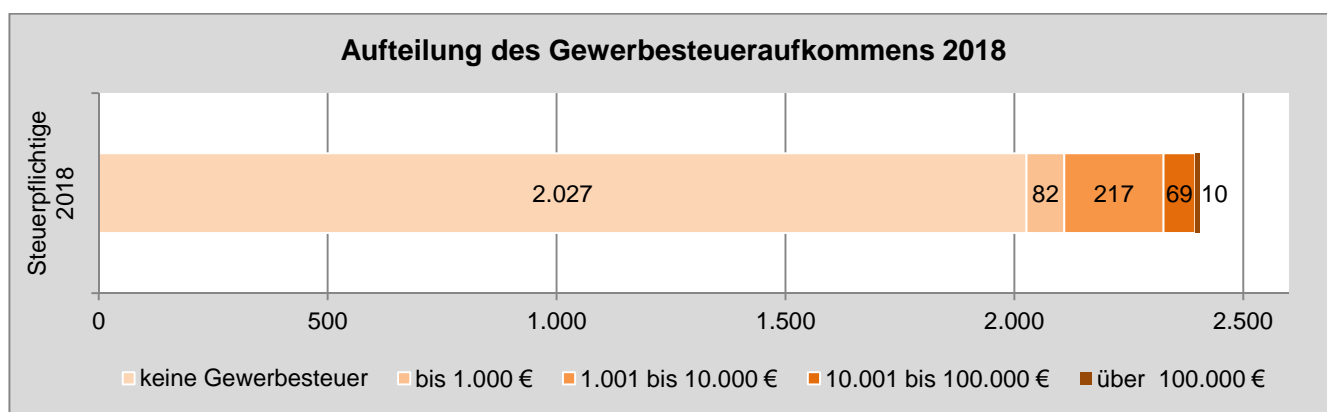 Aufteilung des Gewerbesteueraufkommens 2018
Steuerpflichtige
2018
2.027
82
217
69
10
0
500
1.000
1.500
2.000
2.500
keine Gewerbesteuer
bis 1.000 €
1.001 bis 10.000 €
10.001 bis 100.000 €
über 100.000 €